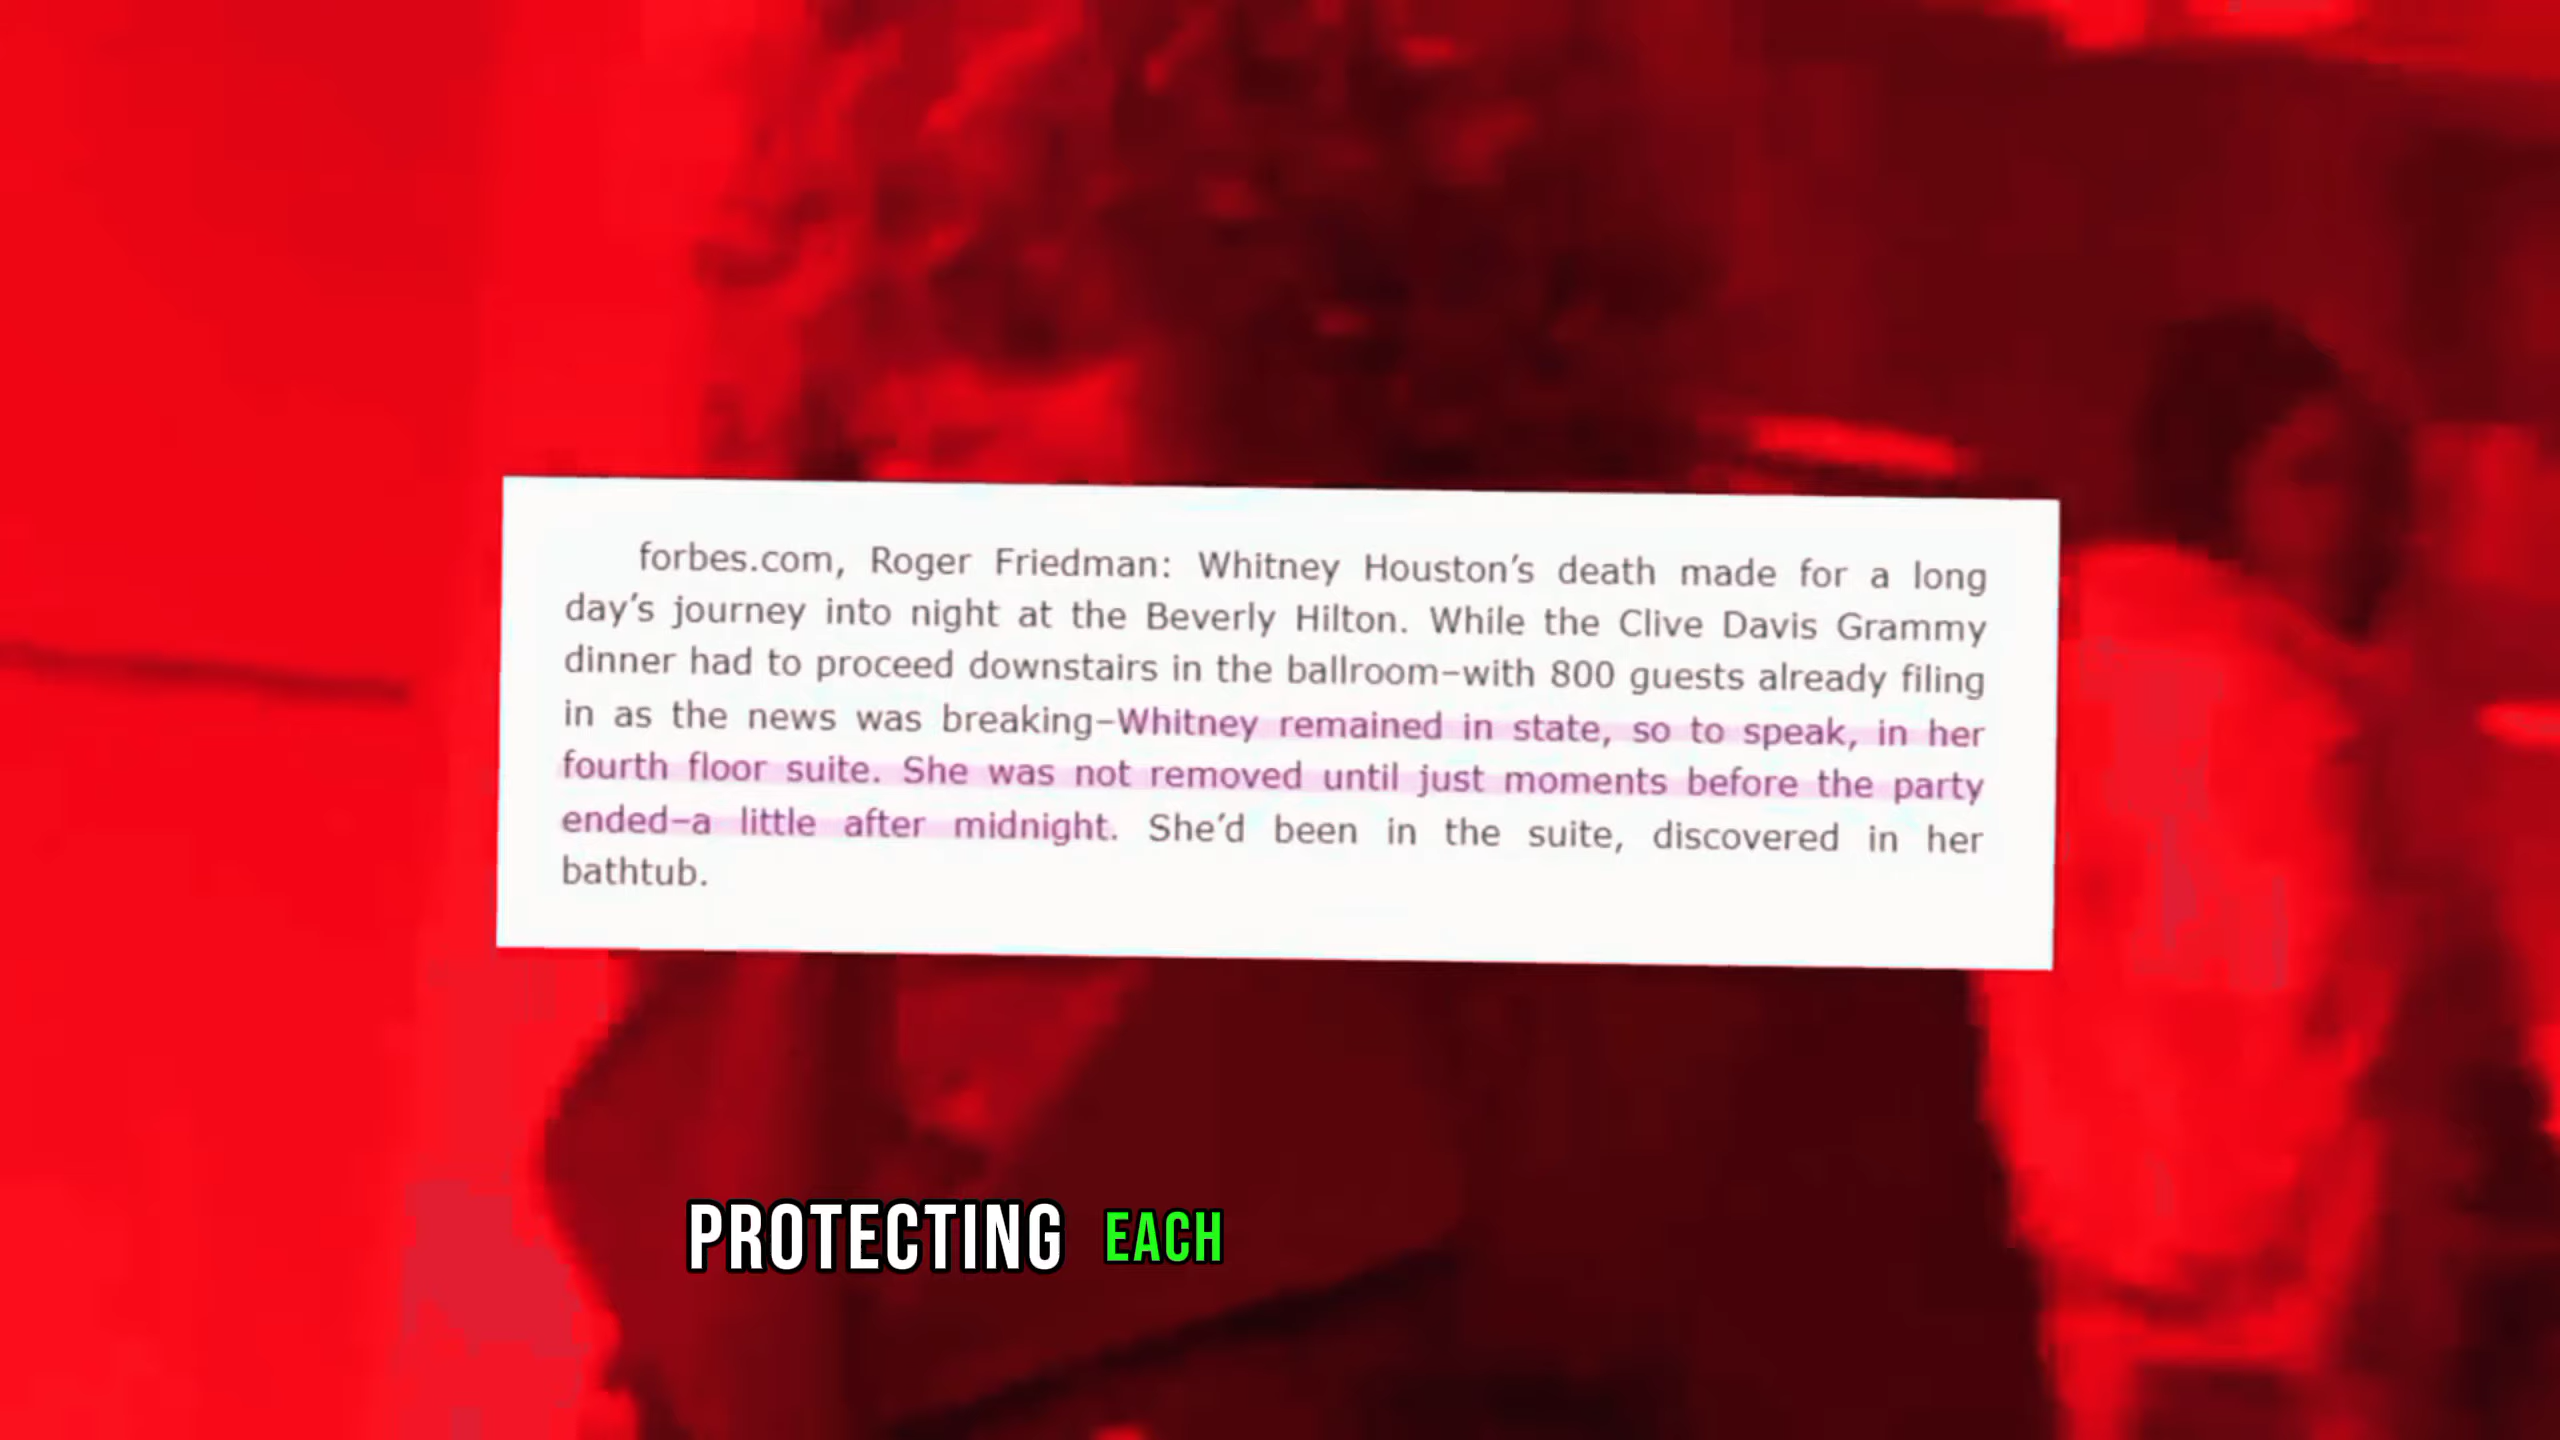 forbes.com, Roger Friedman: Whitney Houston’s death made for a long
day’s journey into night at the Beverly Hilton. While the Clive Davis Grammy
dinner had to proceed downstairs in the ballroom–with 800 guests already filing
in as the news was breaking–Whitney remained in state, so to speak, in her
fourth floor suite. She was not removed until just moments before the party
ended–a little after midnight. She’d been in the suite, discovered in her
bathtub.
PROTECTING EACH